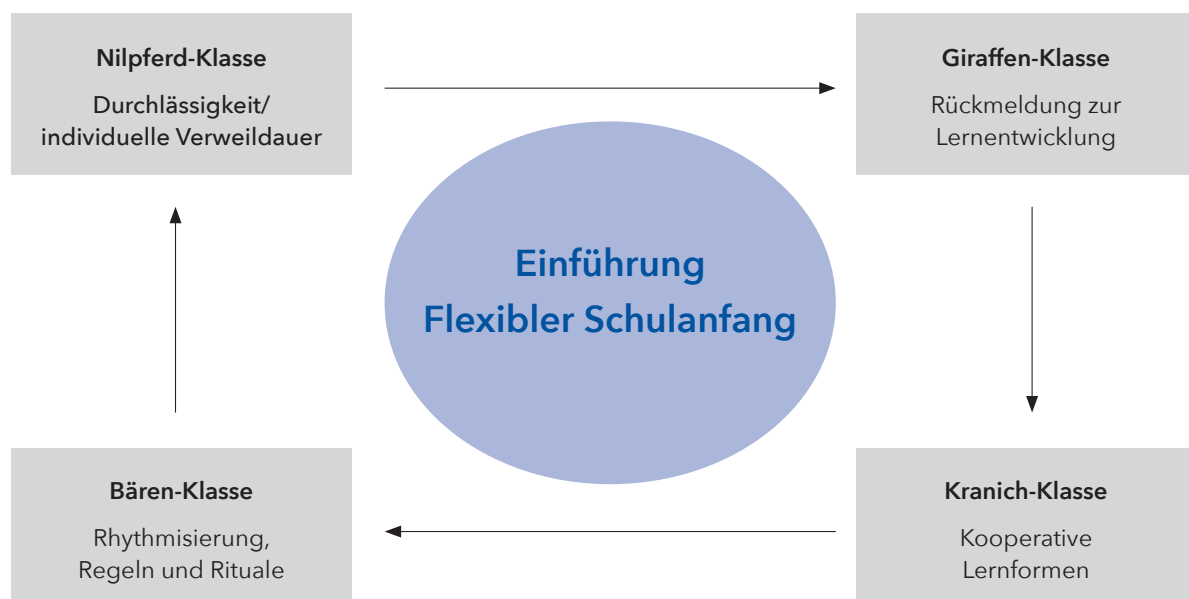 Nilpferd-Klasse
Durchlässigkeit/
individuelle Verweildauer
Giraffen-Klasse
Rückmeldung zur
Lernentwicklung
Einführung
Flexibler Schulanfang
Bären-Klasse
Rhythmisierung,
Regeln und Rituale
Kranich-Klasse
Kooperative
Lernformen